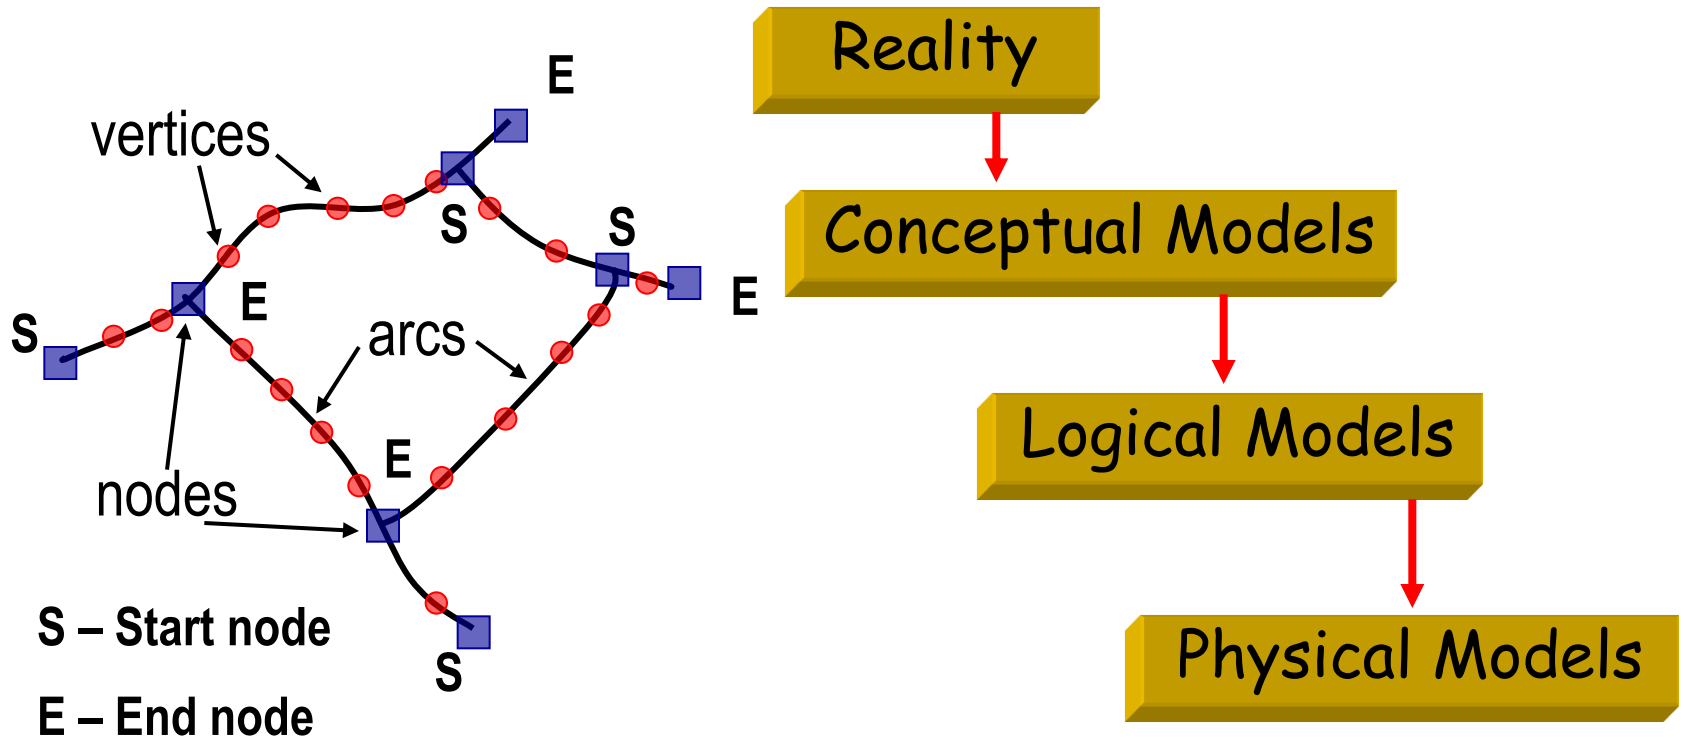 E
vertices
S
S
E
E
S
arcs
E
nodes
S – Start node
S
E – End node
Reality
Conceptual Models
Logical Models
Physical Models